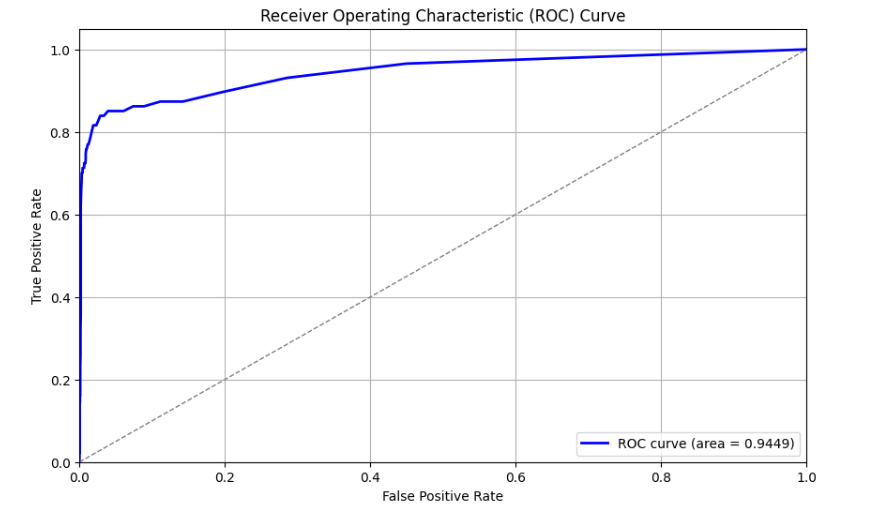 Receiver Operating Characteristic (ROC) Curve
1.0
0.8
0.6
0.4
0.2
0.0
True Positive Rate
ROC curve (area = 0.9449)
0.0 0.2 0.4 0.6 0.8 1.0
False Positive Rate